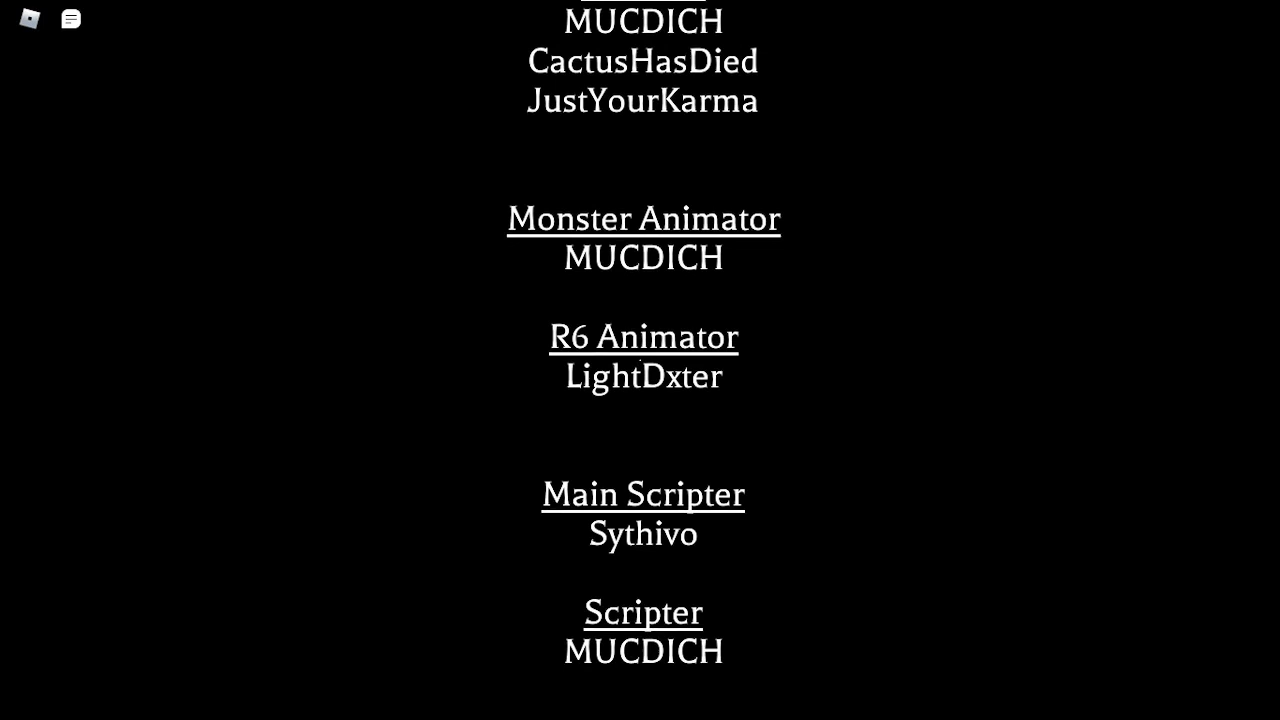 MUCDICH
CactusHasDied
JustYourKarma
Monster Animator
MUCDICH
R6 Animator
LightDxter
Main Scripter
Sythivo
Scripter
MUCDICH